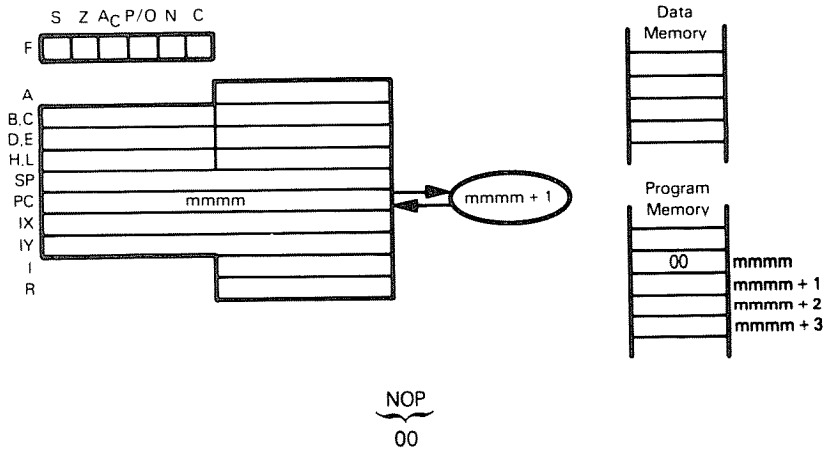 S Z AC P/O N C
F
A
B,C
D,E
H,L
SP
PC mmmm
IX
IY
I
R
mmmm + 1
Data
Memory
Program
Memory
00 mmmm
mmmm + 1
mmmm + 2
mmmm + 3
NOP
00